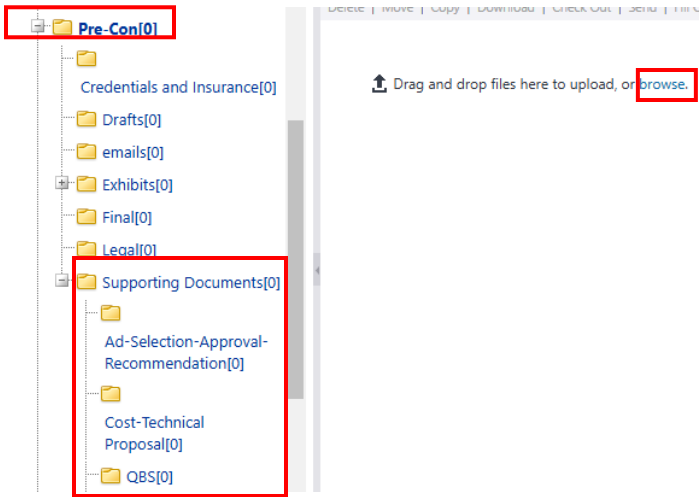 Delete | Move | Copy | Download | Check Out | Send |
Pre-Con[0]
Credentials and Insurance[0]
Drafts[0]
emails[0]
Exhibits[0]
Final[0]
Legal[0]
Supporting Documents[0]
Ad-Selection-Approval-
Recommendation[0]
Cost-Technical
Proposal[0]
QBS[0]
Drag and drop files here to upload, or browse.